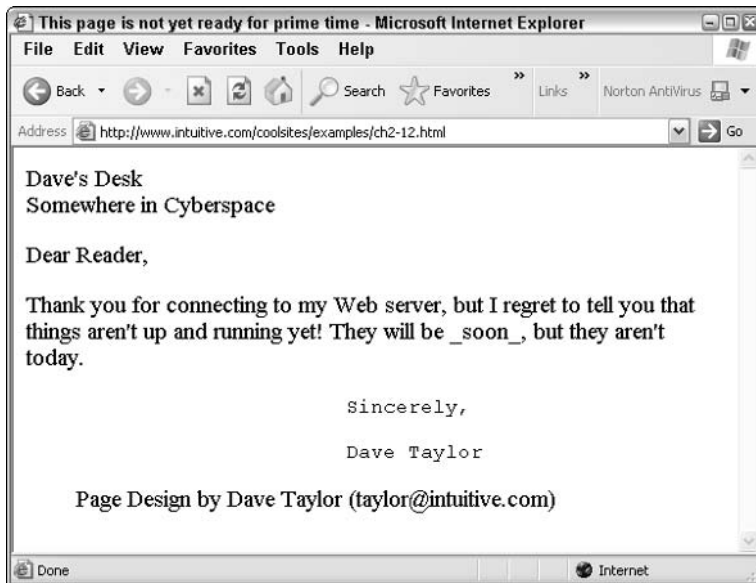 This page is not yet ready for prime time - Microsoft Internet Explorer
File Edit View Favorites Tools Help
Back Search Favorites » Links » Norton AntiVirus
Address http://www.intuitive.com/coolsites/examples/ch2-12.html Go
Dave's Desk
Somewhere in Cyberspace
Dear Reader,
Thank you for connecting to my Web server, but I regret to tell you that
things aren't up and running yet! They will be _soon_, but they aren't
today.
Sincerely,
Dave Taylor
Page Design by Dave Taylor (taylor@intuitive.com)
Done Internet